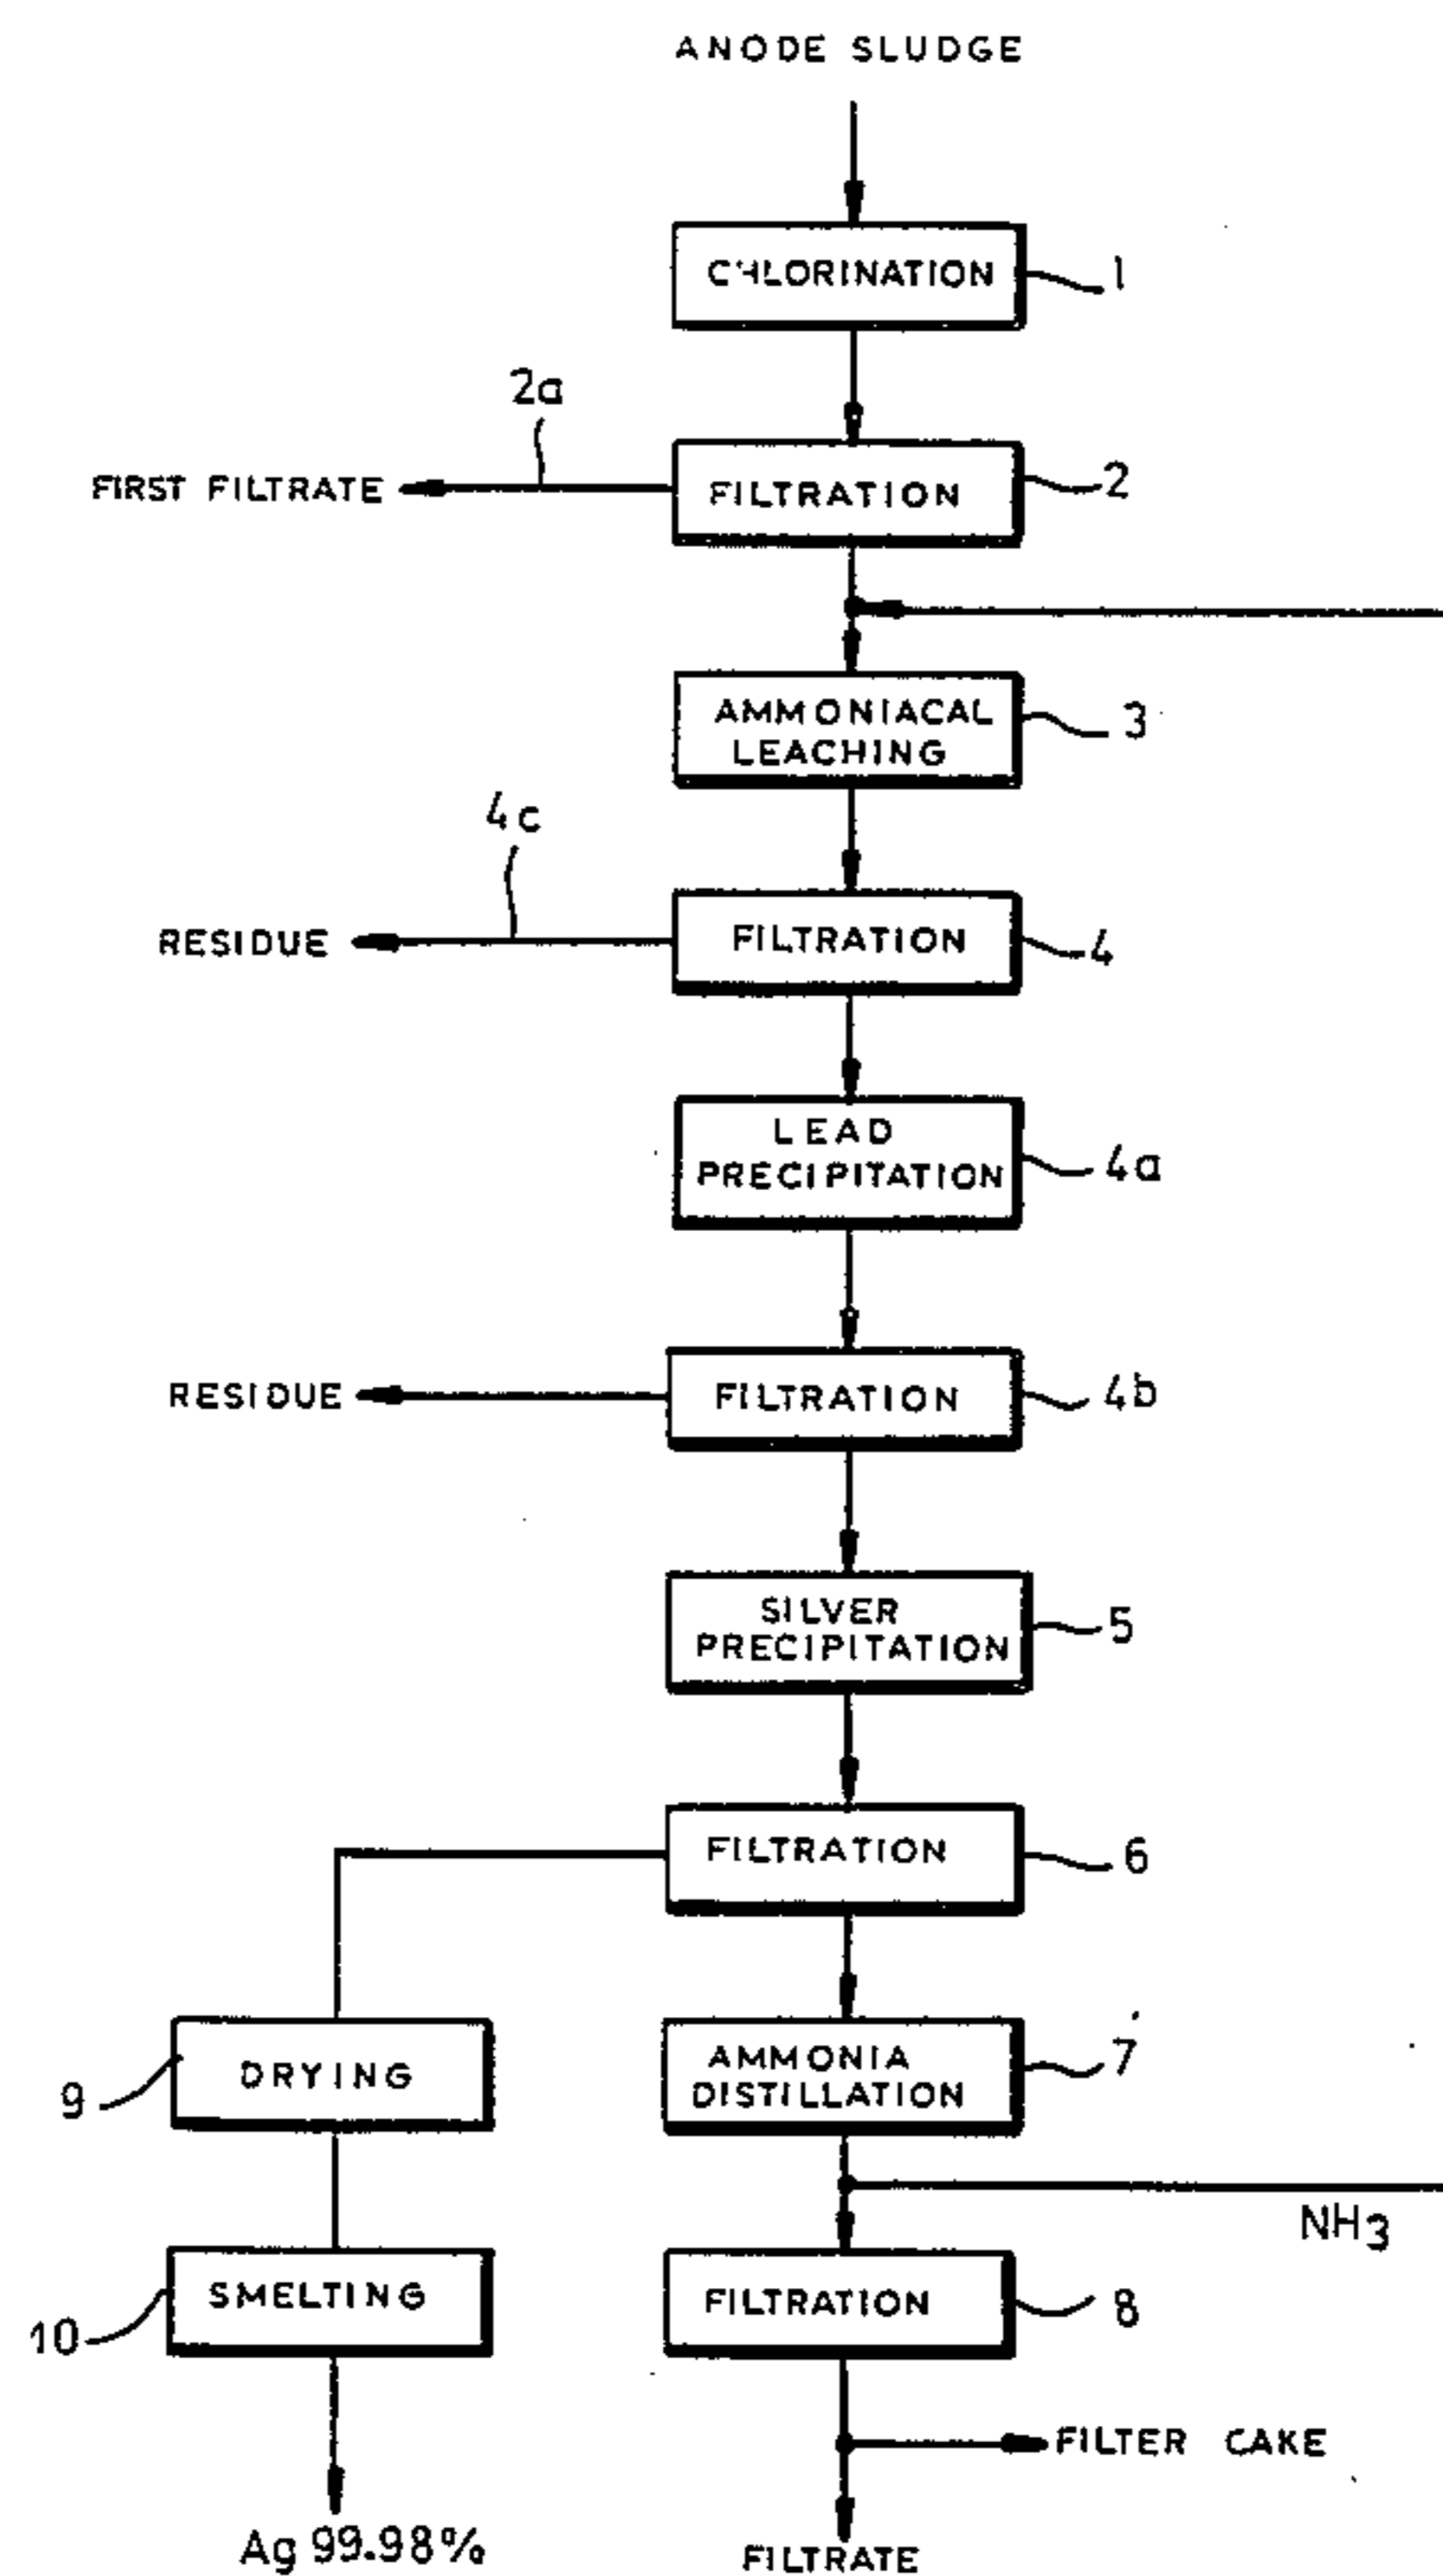 ANODE SLUDGE
CHLORINATION
1
2a
FIRST FILTRATE
FILTRATION
2
AMMONIACAL
LEACHING
3
4c
RESIDUE
FILTRATION
4
LEAD
PRECIPITATION
4a
RESIDUE
FILTRATION
4b
SILVER
PRECIPITATION
5
FILTRATION
6
DRYING
9
AMMONIA
DISTILLATION
7
NH3
SMELTING
10
FILTRATION
8
FILTER CAKE
Ag 99.98%
FILTRATE